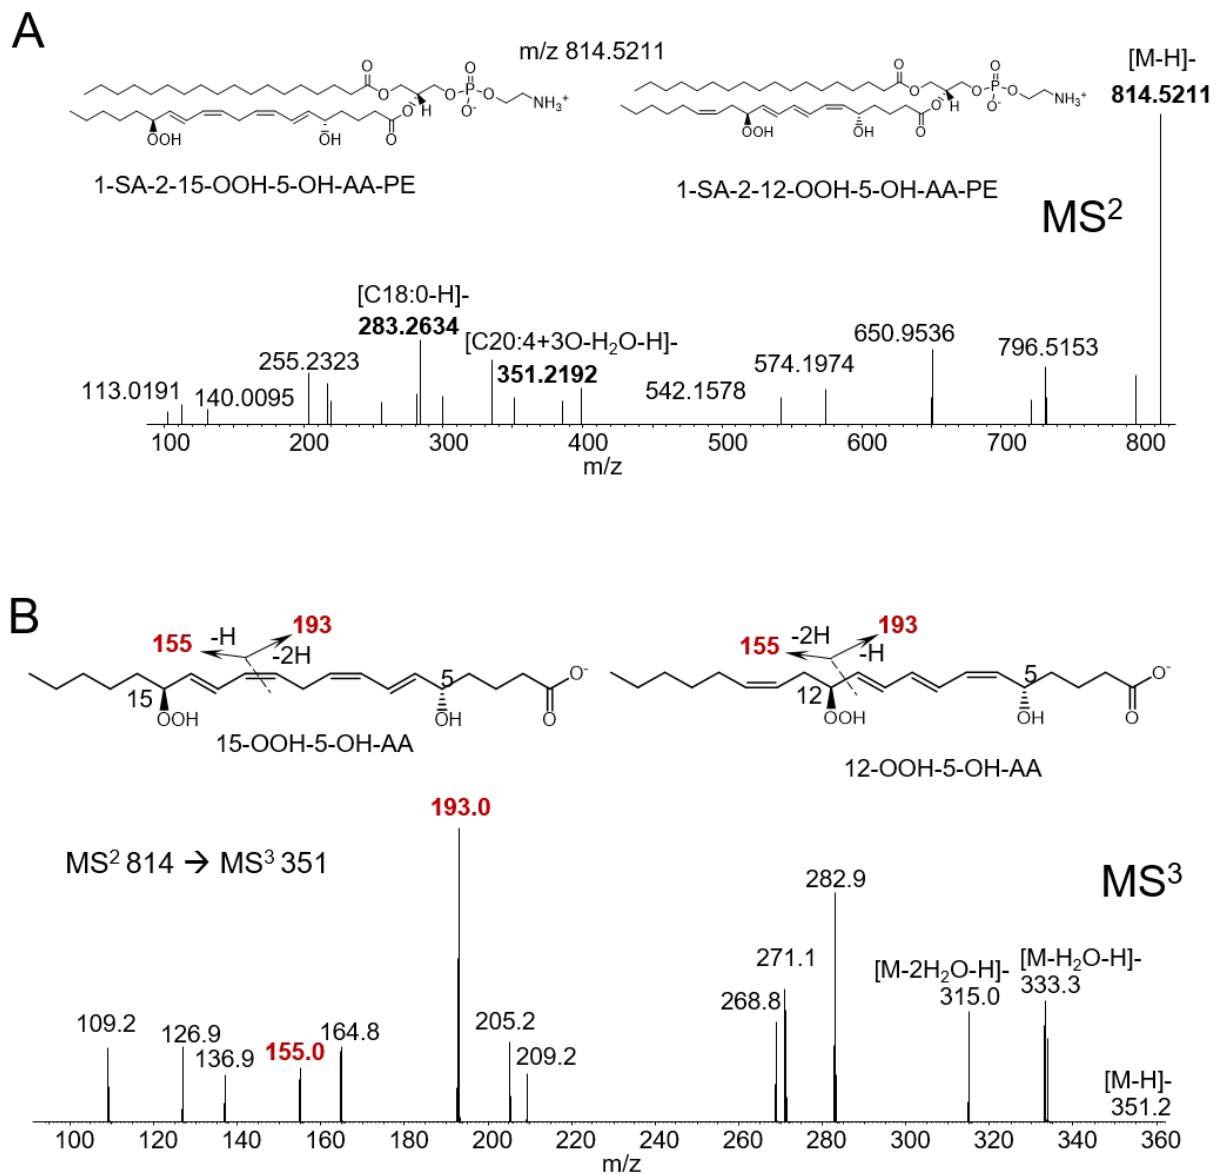 A
m/z 814.5211
[M-H]-
814.5211
O
O
O
P
O
O-
NH3+
O
O
H
OOH
OH
O
1-SA-2-15-OOH-5-OH-AA-PE
O
O
O
P
O
O-
NH3+
O
O
H
OOH
OH
O
1-SA-2-12-OOH-5-OH-AA-PE
MS2
[C18:0-H]-
283.2634
[C20:4+3O-H2O-H]-
351.2192
255.2323
113.0191
140.0095
542.1578
574.1974
650.9536
796.5153
100 200 300 400 500 600 700 800
m/z
B
155 -H 193
-2H
15
OOH
5
OH
O-
O
15-OOH-5-OH-AA
155 -2H 193
-H
12
OOH
5
OH
O-
O
12-OOH-5-OH-AA
MS2 814 → MS3 351
MS3
193.0
282.9
271.1
268.8
[M-2H2O-H]-
315.0
[M-H2O-H]-
333.3
[M-H]-
351.2
109.2
126.9
136.9
155.0
164.8
205.2
209.2
100 120 140 160 180 200 220 240 260 280 300 320 340 360
m/z